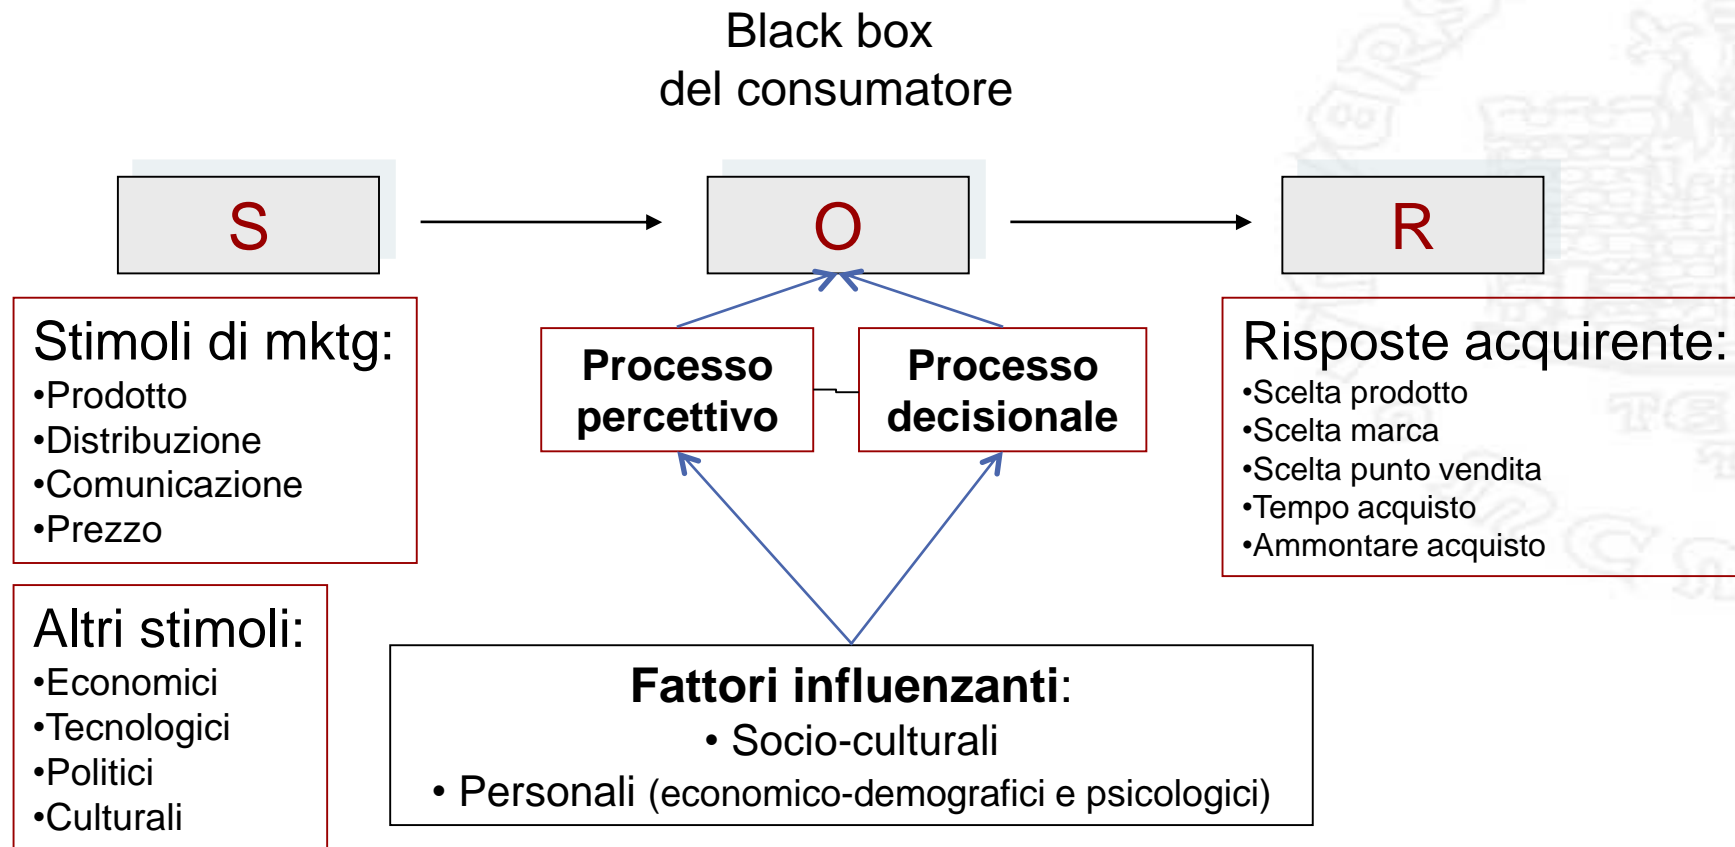 Black box
del consumatore
S
O
R
Stimoli di mktg:
•Prodotto
•Distribuzione
•Comunicazione
•Prezzo
Altri stimoli:
•Economici
•Tecnologici
•Politici
•Culturali
Processo
percettivo
Processo
decisionale
Fattori influenzanti:
• Socio-culturali
• Personali (economico-demografici e psicologici)
Risposte acquirente:
•Scelta prodotto
•Scelta marca
•Scelta punto vendita
•Tempo acquisto
•Ammontare acquisto